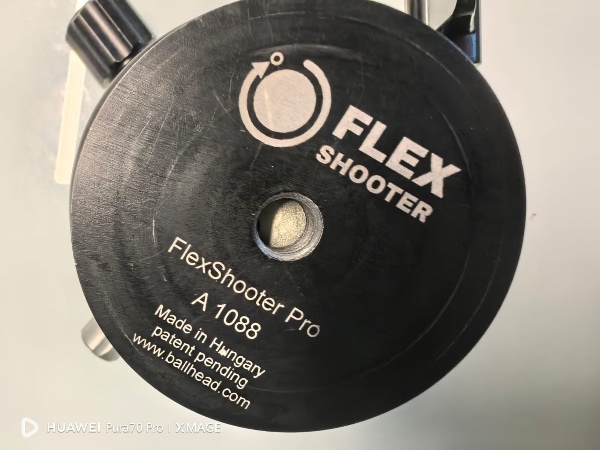 FLEX
SHOOTER
FlexShooter Pro
A 1088
Made in Hungary
patent pending
www.ballhead.com
HUAWEI Pura70 Pro | XMAGE